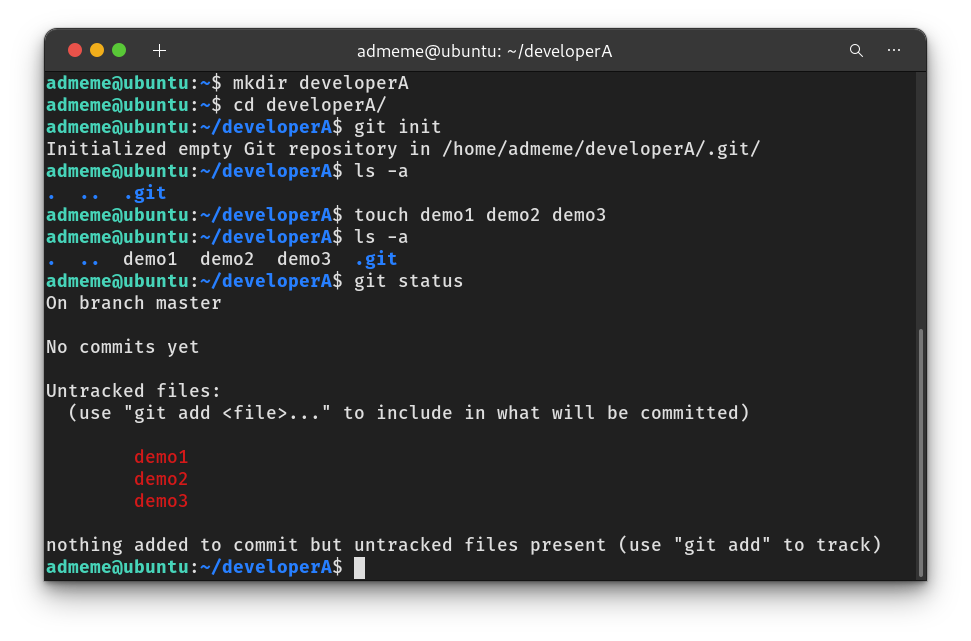 admeme@ubuntu: ~/developerA
admeme@ubuntu:~$ mkdir developerA
admeme@ubuntu:~$ cd developerA/
admeme@ubuntu:~/developerA$ git init
Initialized empty Git repository in /home/admeme/developerA/.git/
admeme@ubuntu:~/developerA$ ls -a
.  ..  .git
admeme@ubuntu:~/developerA$ touch demo1 demo2 demo3
admeme@ubuntu:~/developerA$ ls -a
.  ..  demo1  demo2  demo3  .git
admeme@ubuntu:~/developerA$ git status
On branch master
No commits yet
Untracked files:
  (use "git add <file>..." to include in what will be committed)
        demo1
        demo2
        demo3
nothing added to commit but untracked files present (use "git add" to track)
admeme@ubuntu:~/developerA$